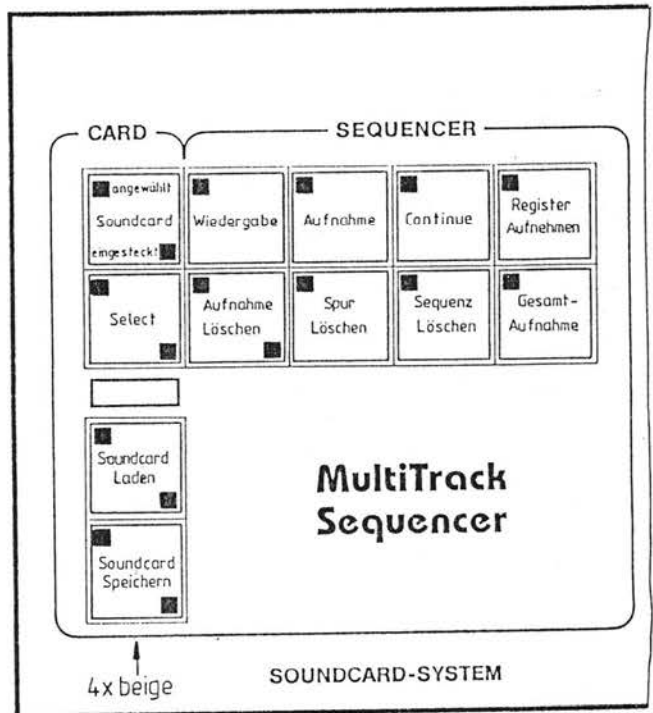 CARD
SEQUENCER
angewählt
Soundcard
eingesteckt
Wiedergabe
Aufnahme
Continue
Register
Aufnehmen
Select
Aufnahme
Löschen
Spur
Löschen
Sequenz
Löschen
Gesamt-
Aufnahme
Soundcard
Laden
MultiTrack
Sequencer
Soundcard
Speichern
4x beige
SOUNDCARD-SYSTEM